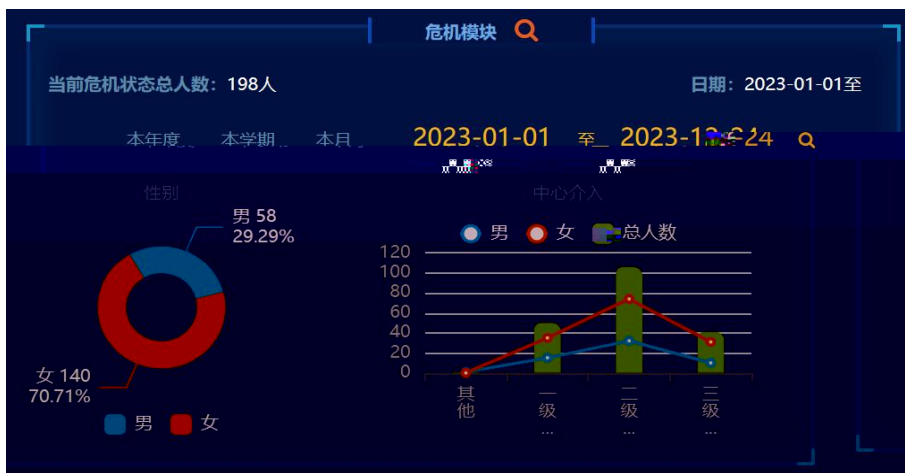 危机模块
当前危机状态总人数：198人
日期：2023-01-01至
本年度 本学期 本月 2023-01-01 至
性别 中心介入
男 58
29.29%
男 女 总人数
120
100
80
60
40
20
0
女 140
70.71%
男 女
其他 一级... 二级... 三级...